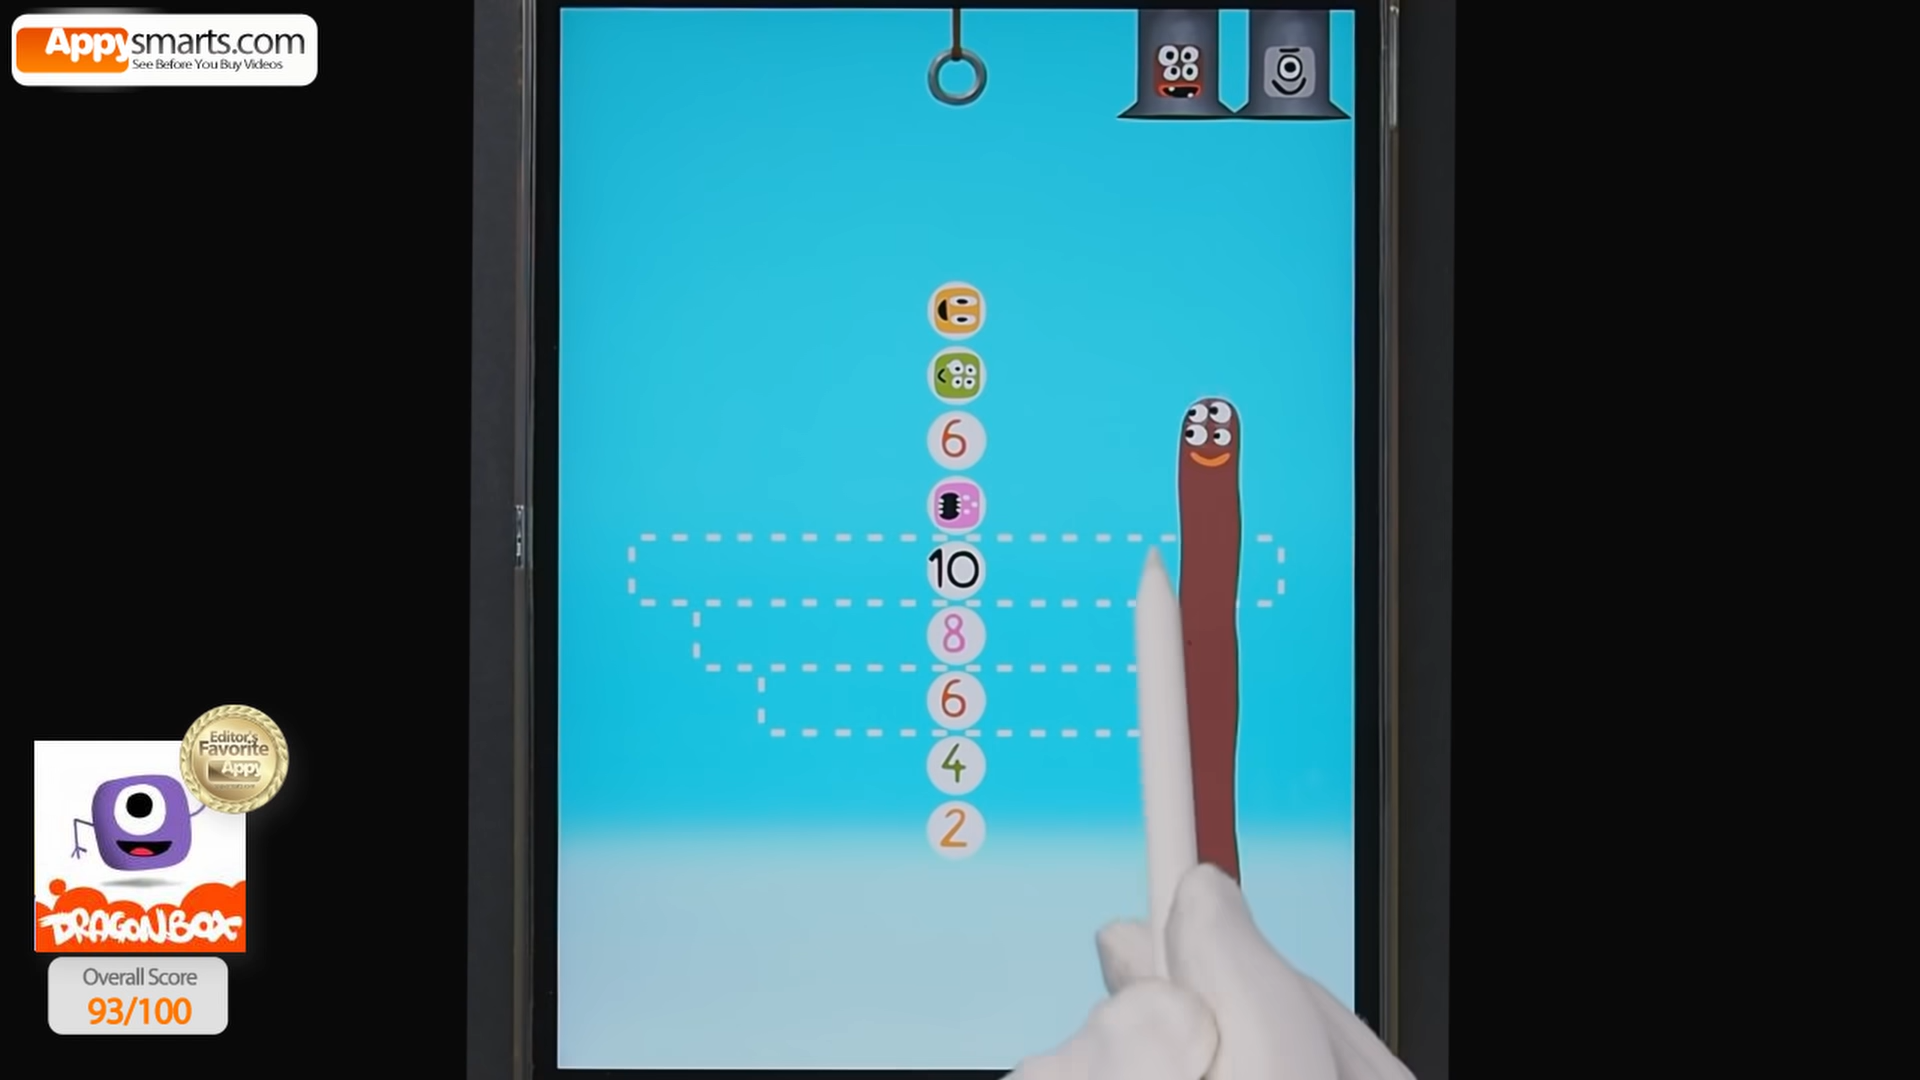 Appysmarts.com
See Before You Buy Videos
6
10
8
6
4
2
Editor's
Favorite
Appy
DRAGONBOX
Overall Score
93/100